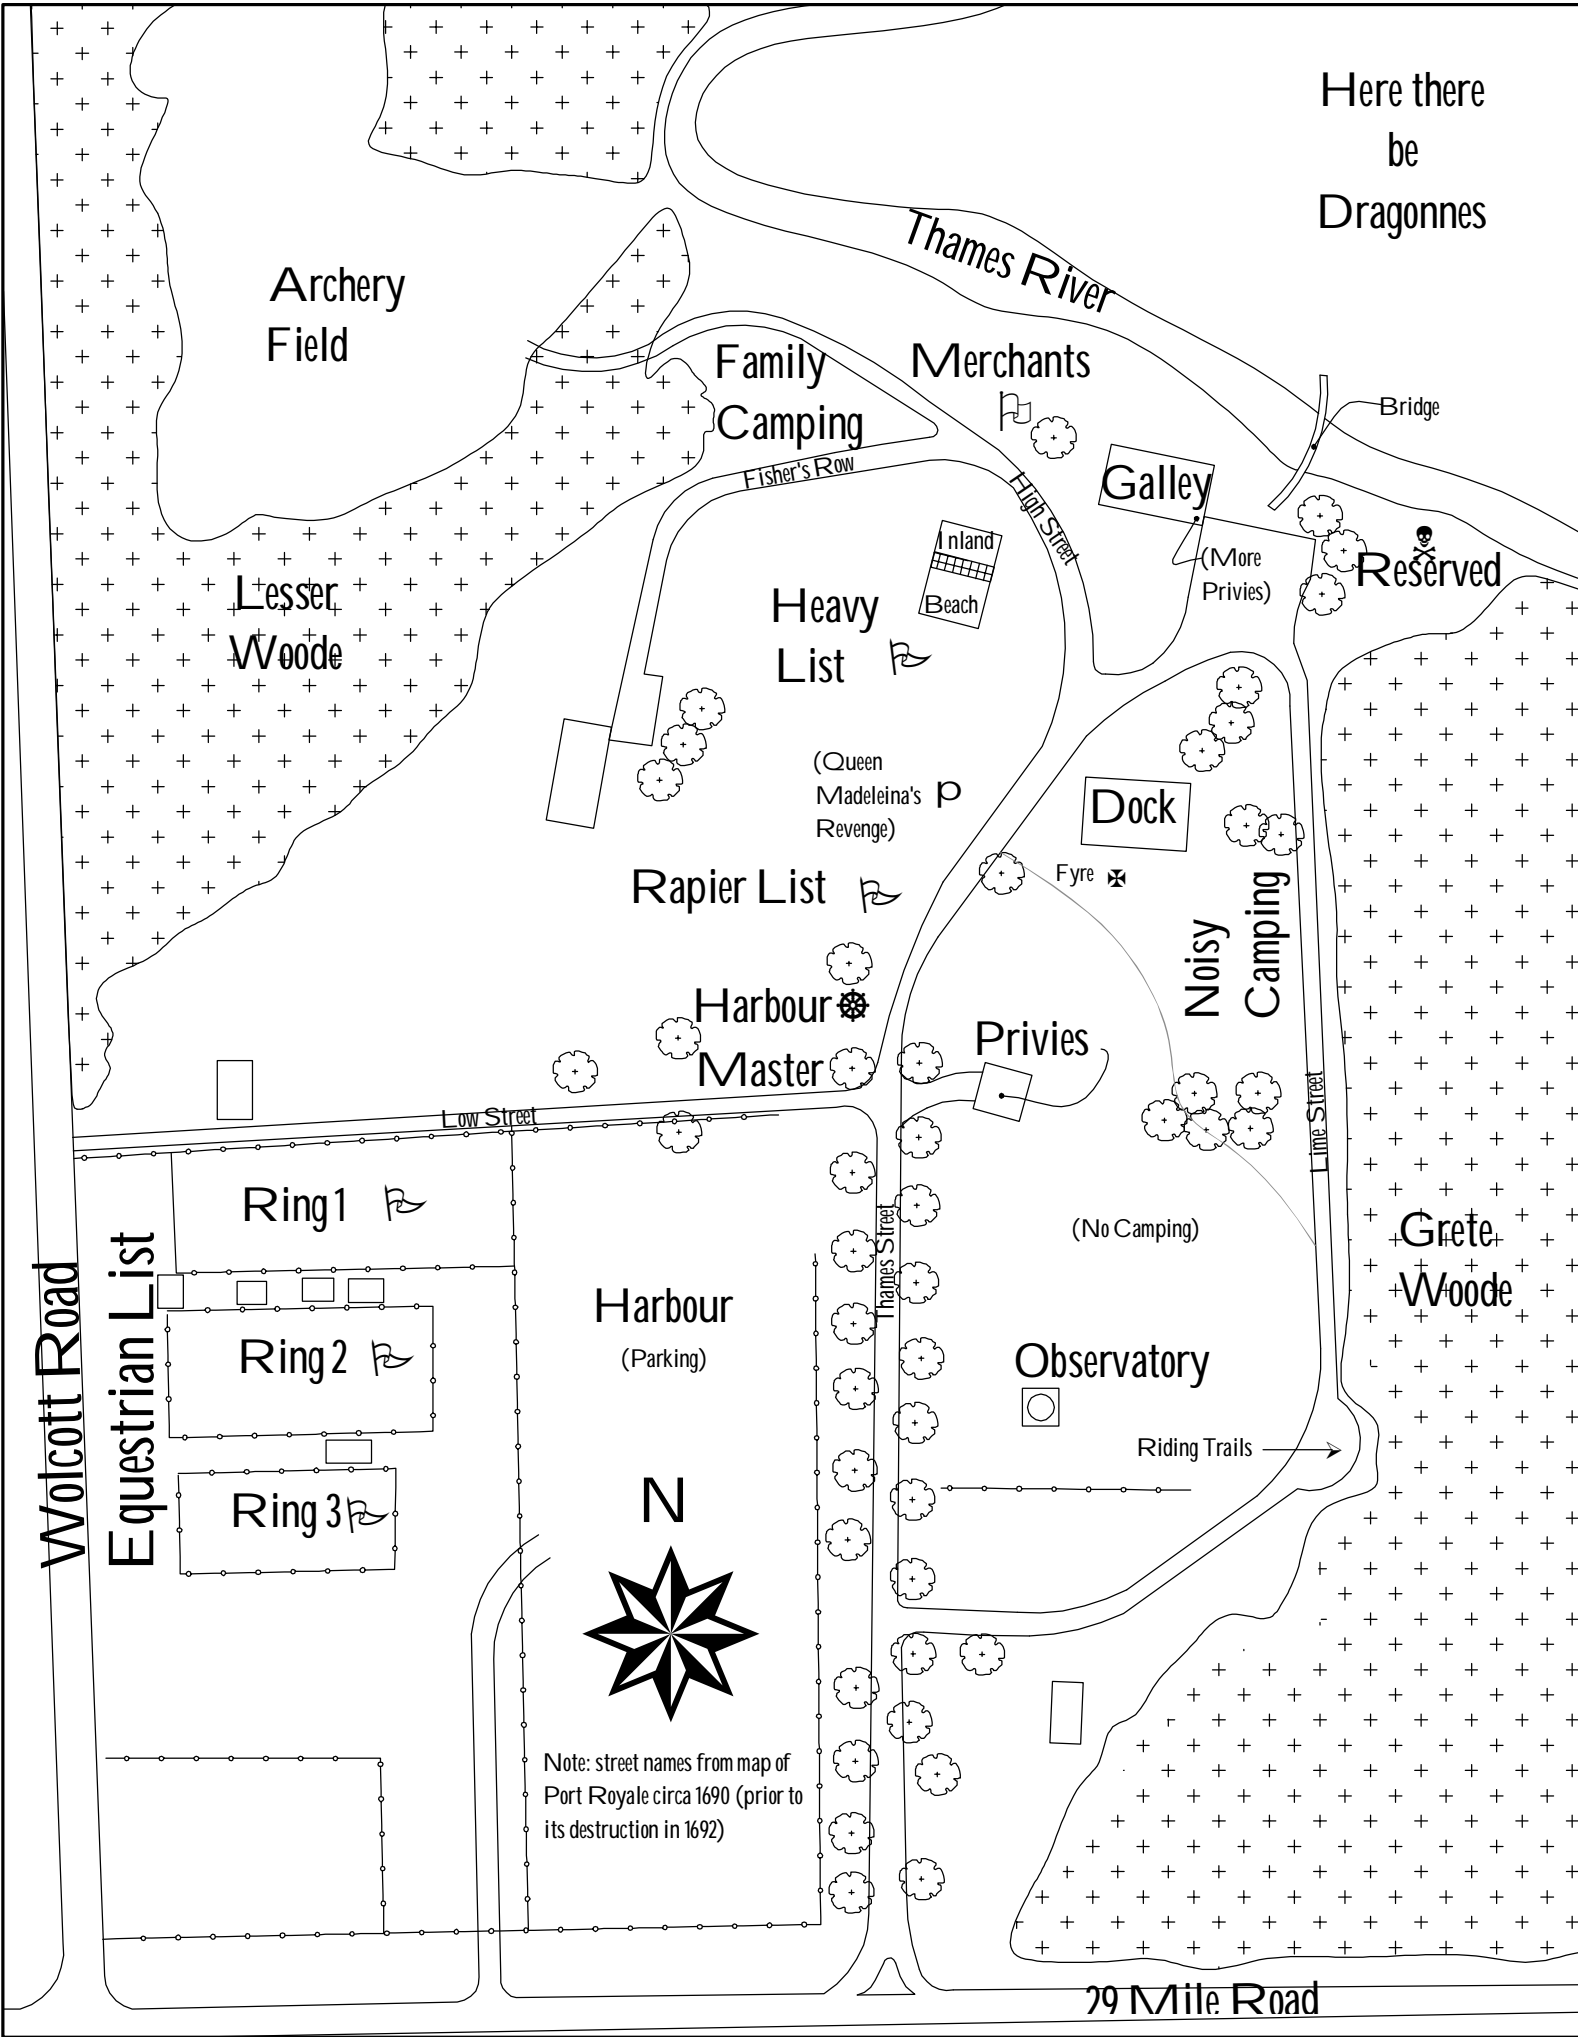 Here there
be
Dragonnes
Thames River
Archery
Field
Family
Camping
Merchants
Bridge
Fisher's Row
High Street
Galley
(More
Privies)
Reserved
Inland
Beach
Lesser
Woode
Heavy
List
(Queen
Madeleina's
Revenge)
p
Dock
Rapier List
Fyre
Noisy
Camping
Harbour
Master
Privies
Low Street
Lime Street
Ring 1
(No Camping)
Grete
Woode
Thames Street
Wolcott Road
Equestrian List
Harbour
(Parking)
Ring 2
Observatory
Riding Trails
Ring 3
N
Note: street names from map of
Port Royale circa 1690 (prior to
its destruction in 1692)
29 Mile Road